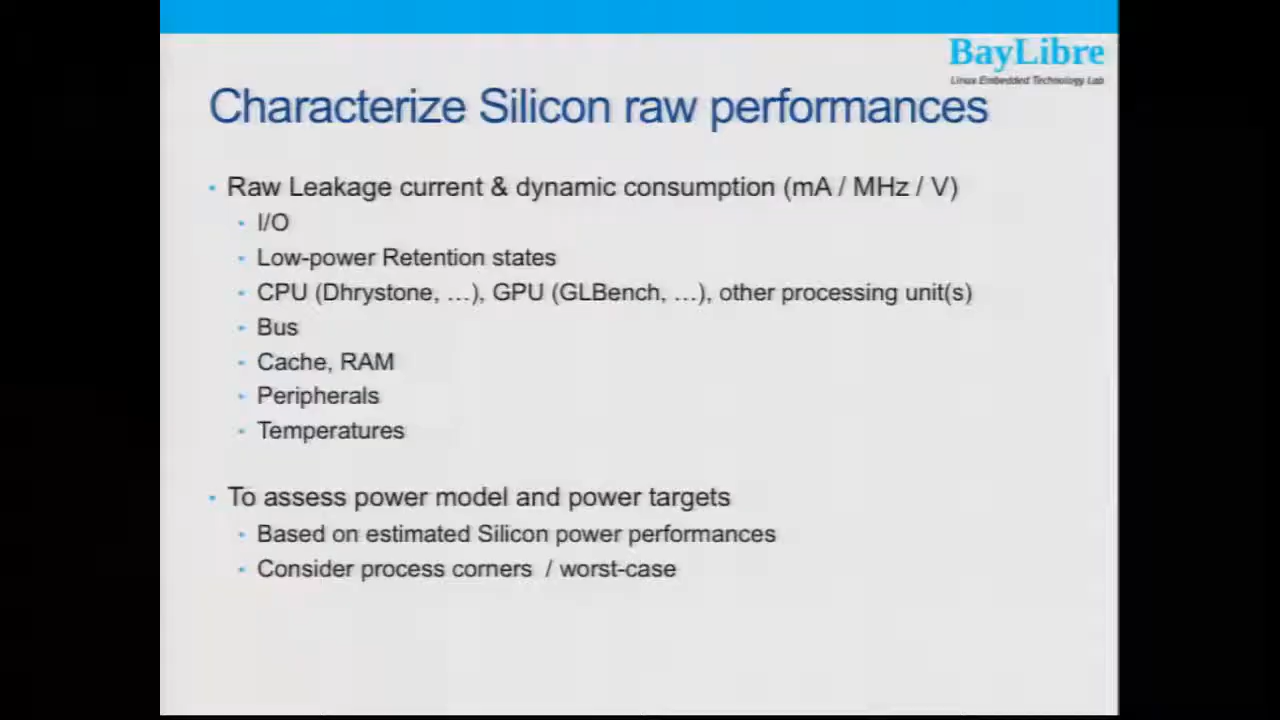 BayLibre
Linux Embedded Technology Lab
Characterize Silicon raw performances
• Raw Leakage current & dynamic consumption (mA / MHz / V)
• I/O
• Low-power Retention states
• CPU (Dhrystone, …), GPU (GLBench, …), other processing unit(s)
• Bus
• Cache, RAM
• Peripherals
• Temperatures
• To assess power model and power targets
• Based on estimated Silicon power performances
• Consider process corners / worst-case